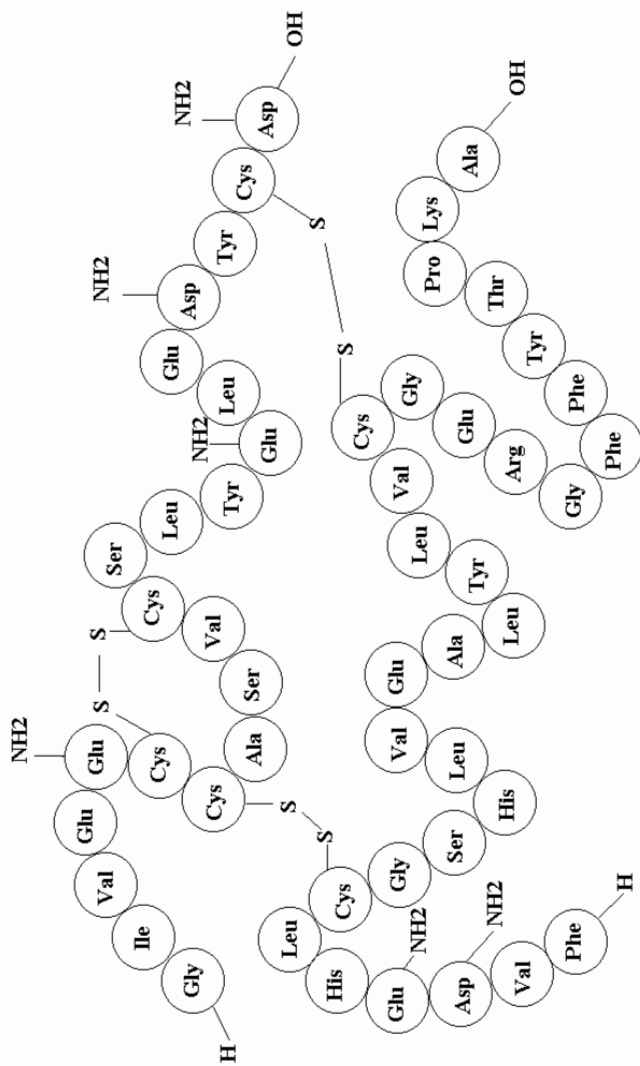 H
Gly
Ile
Val
Glu
NH2
Glu
Cys
S
S
Cys
Ala
Ser
Val
Cys
Ser
Leu
Tyr
NH2
Glu
Leu
Glu
NH2
Asp
Tyr
Cys
NH2
Asp
OH
S
S
S
S
H
Phe
Val
Asp
NH2
Glu
NH2
His
Leu
Cys
Gly
Ser
His
Leu
Val
Glu
Ala
Leu
Tyr
Leu
Val
Cys
Gly
Glu
Arg
Gly
Phe
Phe
Tyr
Thr
Pro
Lys
Ala
OH